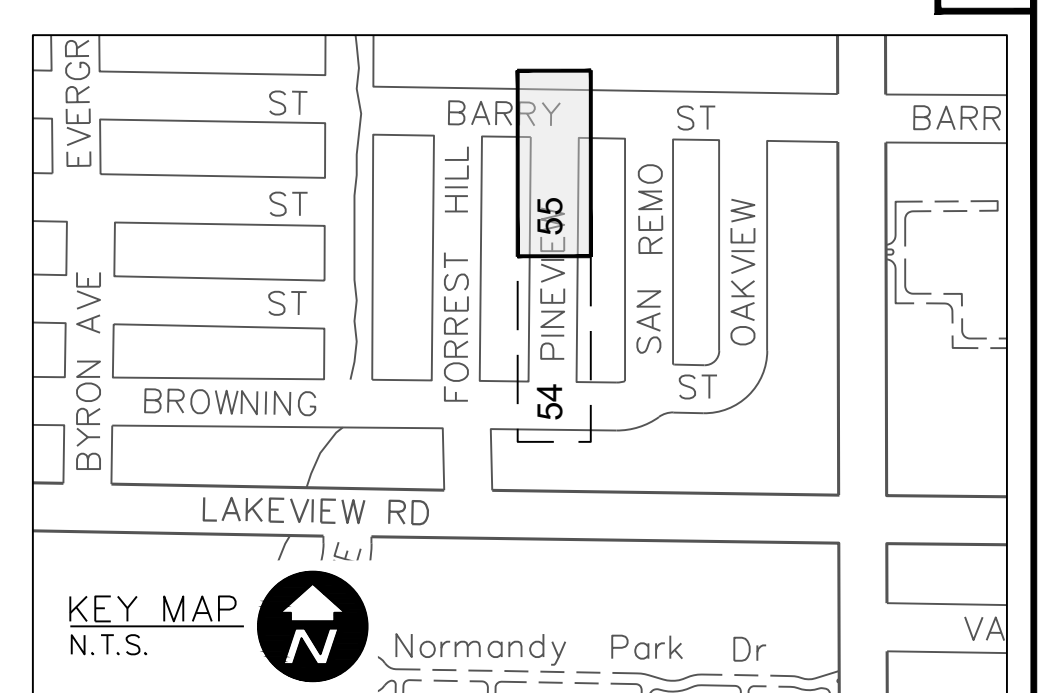 EVERGR
ST
BARRY
ST
BARR
ST
FORREST HILL
55
PINEVIEW
SAN REMO
OAKVIEW
ST
BYRON AVE
BROWNING
54
ST
LAKEVIEW RD
E
KEY MAP
N.T.S.
N
Normandy Park Dr
VA